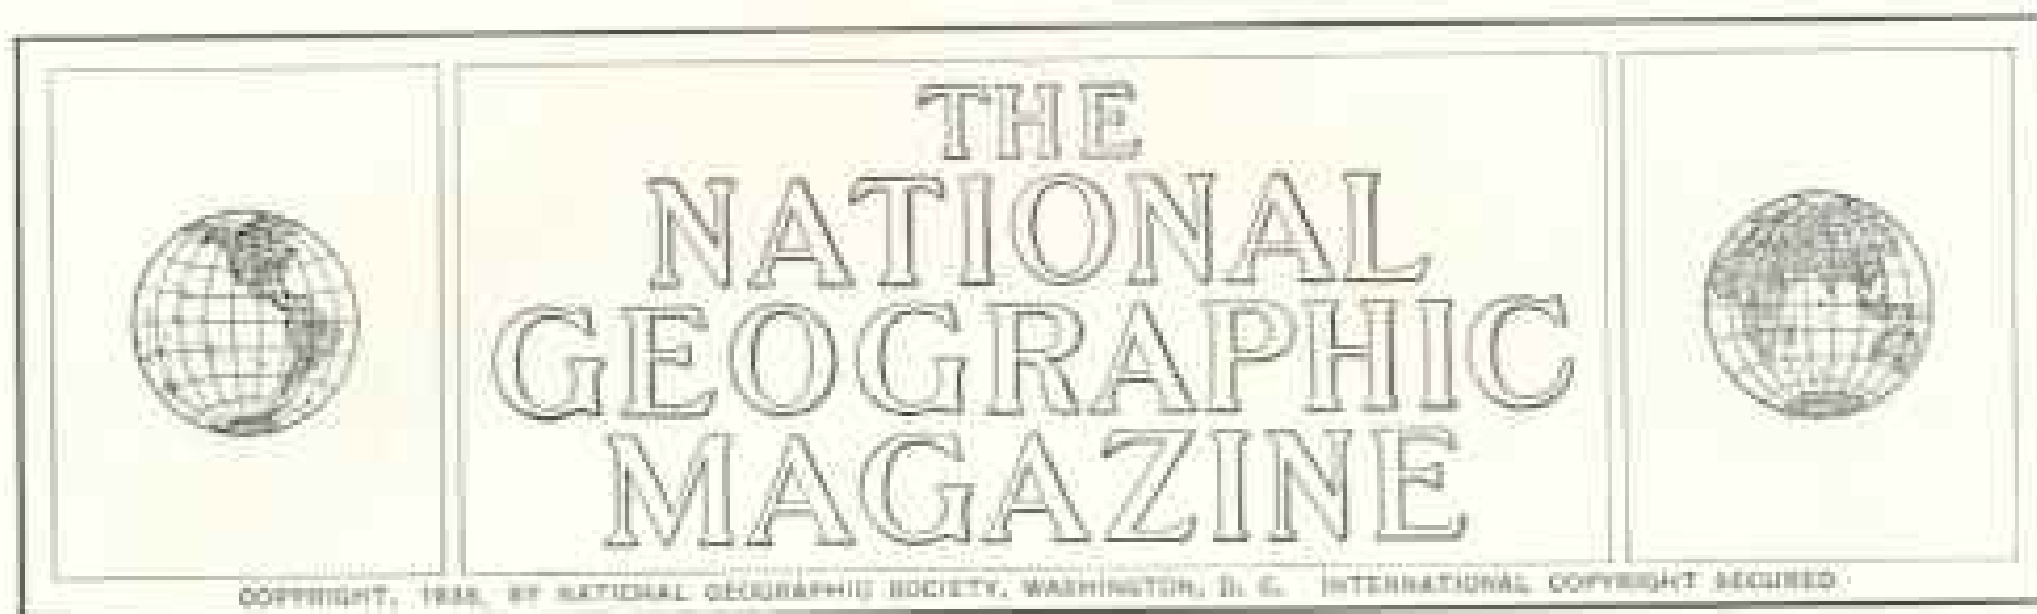 THE
NATIONAL
GEOGRAPHIC
MAGAZINE
COPYRIGHT, BY NATIONAL GEOGRAPHIC SOCIETY, WASHINGTON, D. C. INTERNATIONAL COPYRIGHT SECURED